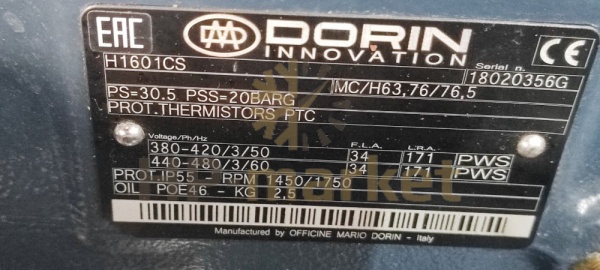 EAC DORIN
INNOVATION
CE
H1601CS
Serial n.
18020356G
PS=30.5 PSS=20BARG
MC/H63,76/76,5
PROT.THERMISTORS PTC
Voltage/Ph/Hz F.L.A. L.R.A.
380-420/3/50 34 171 PWS
440-480/3/60 34 171 PWS
PROT.IP55 - RPM 1450/1750
OIL POE46 - KG 2,5
Manufactured by OFFICINE MARIO DORIN - Italy